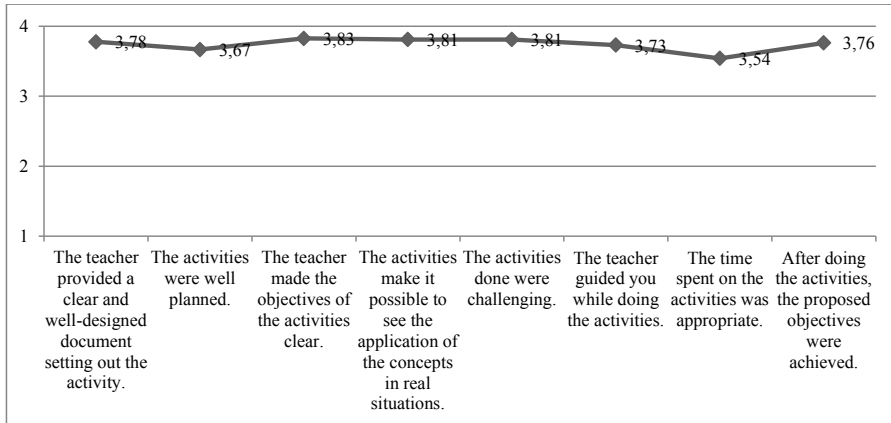 4
3,78
3,67
3,83
3,81
3,81
3,73
3,54
3,76
3
2
1
The teacher
provided a
clear and
well-designed
document
setting out the
activity.
The activities
were well
planned.
The teacher
made the
objectives of
the activities
clear.
The activities
make it
possible to
see the
application of
the concepts
in real
situations.
The activities
done were
challenging.
The teacher
guided you
while doing
the activities.
The time
spent on the
activities was
appropriate.
After doing
the activities,
the proposed
objectives
were
achieved.